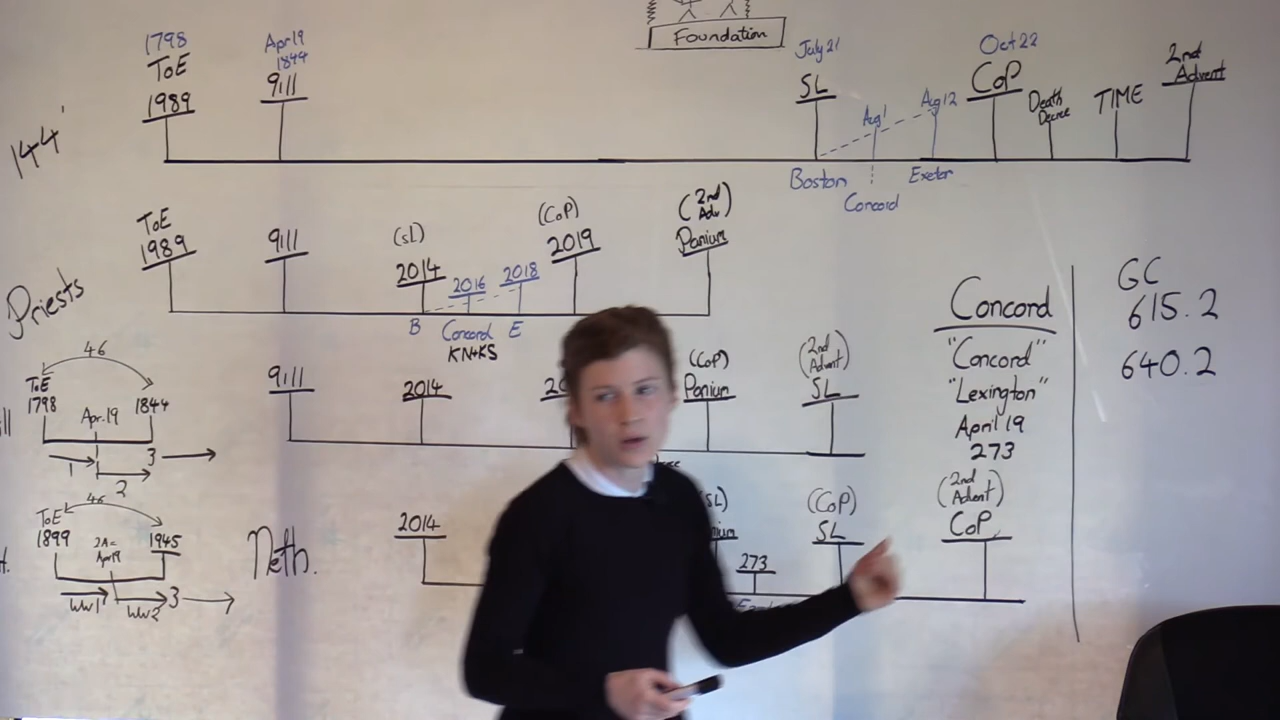 Foundation
1798
ToE
1989
Apr 19
1844
9.11
July 21
SL
Aug 1
Aug 12
Oct 22
CoP
Death
Decree
TIME
2nd
Advent
144'
Boston
Concord
Exeter
Priests
ToE
1989
9.11
(SL)
2014
2016
2018
(CoP)
2019
(2nd
Adv)
Panium
B
Concord
E
KN+KS
9.11
2014
(CoP)
Panium
(2nd
Advent)
SL
46
ToE
1798
Apr.19
1844
1
2
3
46
ToE
1899
2A=
Apr19
1945
WW1
WW2
3
Neth.
2014
273
(CoP)
SL
(2nd
Advent)
CoP
Concord
"Concord"
"Lexington"
April 19
273
GC
615.2
640.2